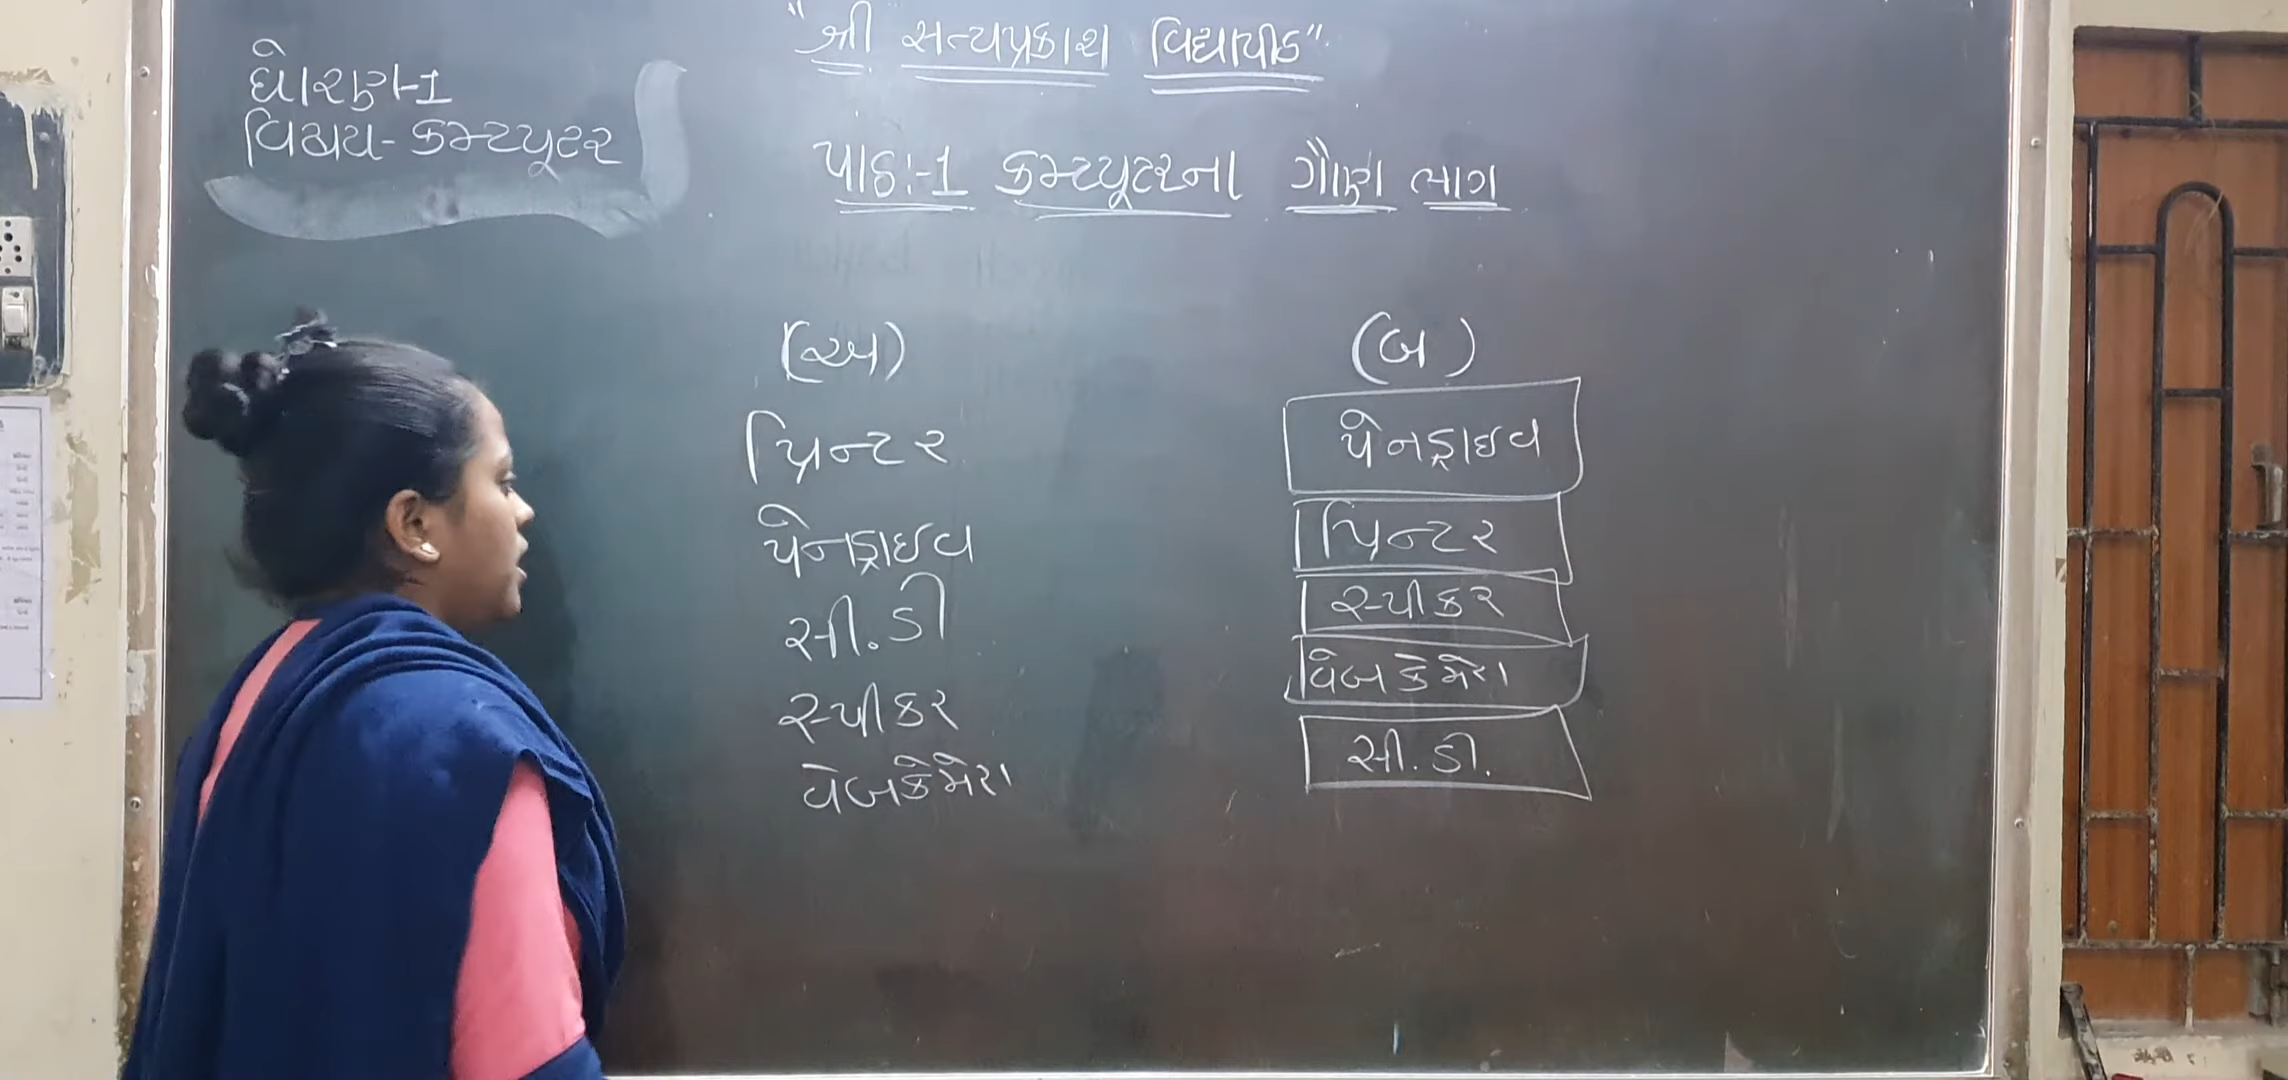 "શ્રી સત્યપ્રકાશ વિદ્યાપીઠ"
ધોરણ-1
વિષય-કમ્પ્યૂટર
પાઠઃ-1 કમ્પ્યૂટરના ગૌણ ભાગ
(અ) (બ)
પ્રિન્ટર પેનડ્રાઇવ
પેનડ્રાઇવ પ્રિન્ટર
સી.ડી સ્પીકર
સ્પીકર વેબકેમેરા
વેબકેમેરા સી.ડી.